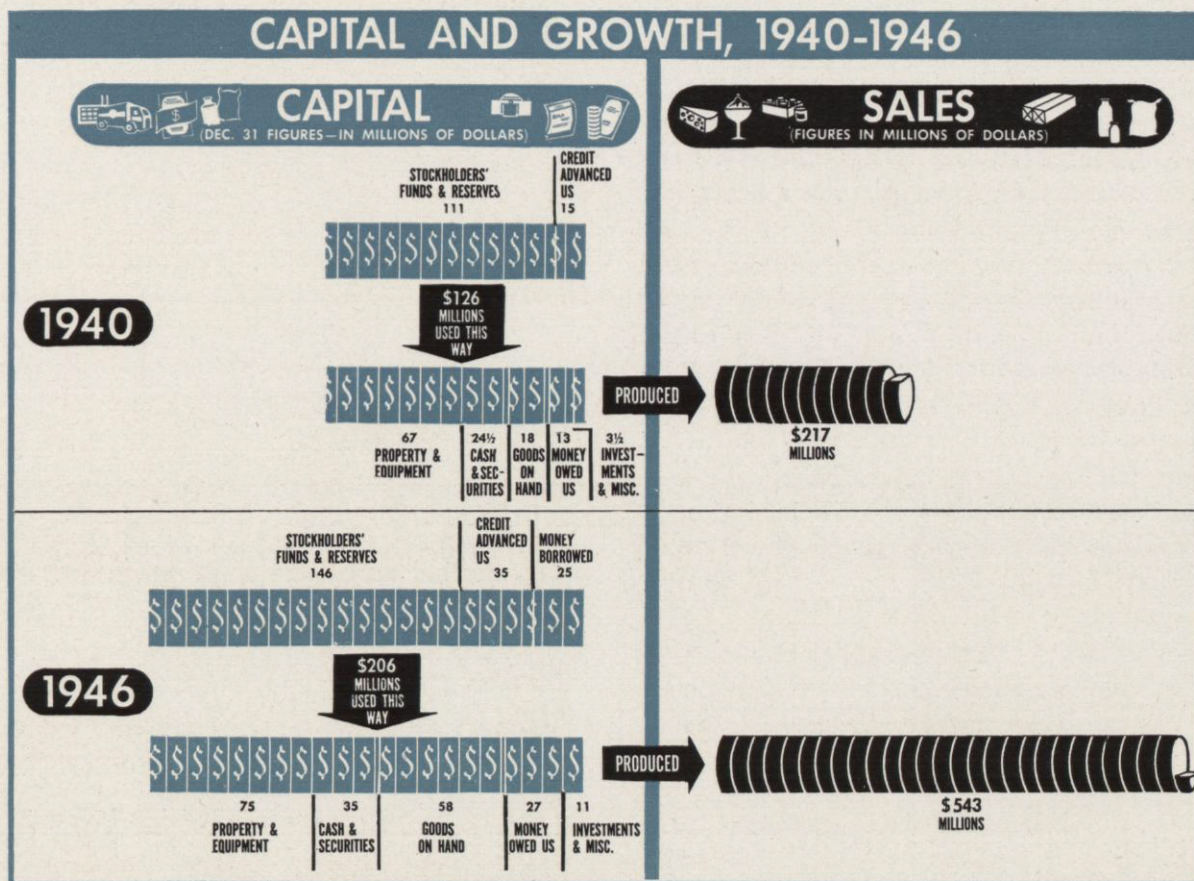 CAPITAL AND GROWTH, 1940-1946
CAPITAL
(DEC. 31 FIGURES—IN MILLIONS OF DOLLARS)
STOCKHOLDERS'
FUNDS & RESERVES
111
CREDIT
ADVANCED
US
15
$ $ $ $ $ $ $ $ $ $ $ $ $
1940
$126
MILLIONS
USED THIS
WAY
$ $ $ $ $ $ $ $ $ $ $ $ $
67
PROPERTY &
EQUIPMENT
24½
CASH
& SEC-
URITIES
18
GOODS
ON
HAND
13
MONEY
OWED
US
3½
INVEST-
MENTS
& MISC.
PRODUCED
SALES
(FIGURES IN MILLIONS OF DOLLARS)
$217
MILLIONS
STOCKHOLDERS'
FUNDS & RESERVES
146
CREDIT
ADVANCED
US
35
MONEY
BORROWED
25
$ $ $ $ $ $ $ $ $ $ $ $ $ $ $ $ $ $ $ $ $
1946
$206
MILLIONS
USED THIS
WAY
$ $ $ $ $ $ $ $ $ $ $ $ $ $ $ $ $ $ $ $ $
75
PROPERTY &
EQUIPMENT
35
CASH &
SECURITIES
58
GOODS
ON HAND
27
MONEY
OWED US
11
INVESTMENTS
& MISC.
PRODUCED
$543
MILLIONS